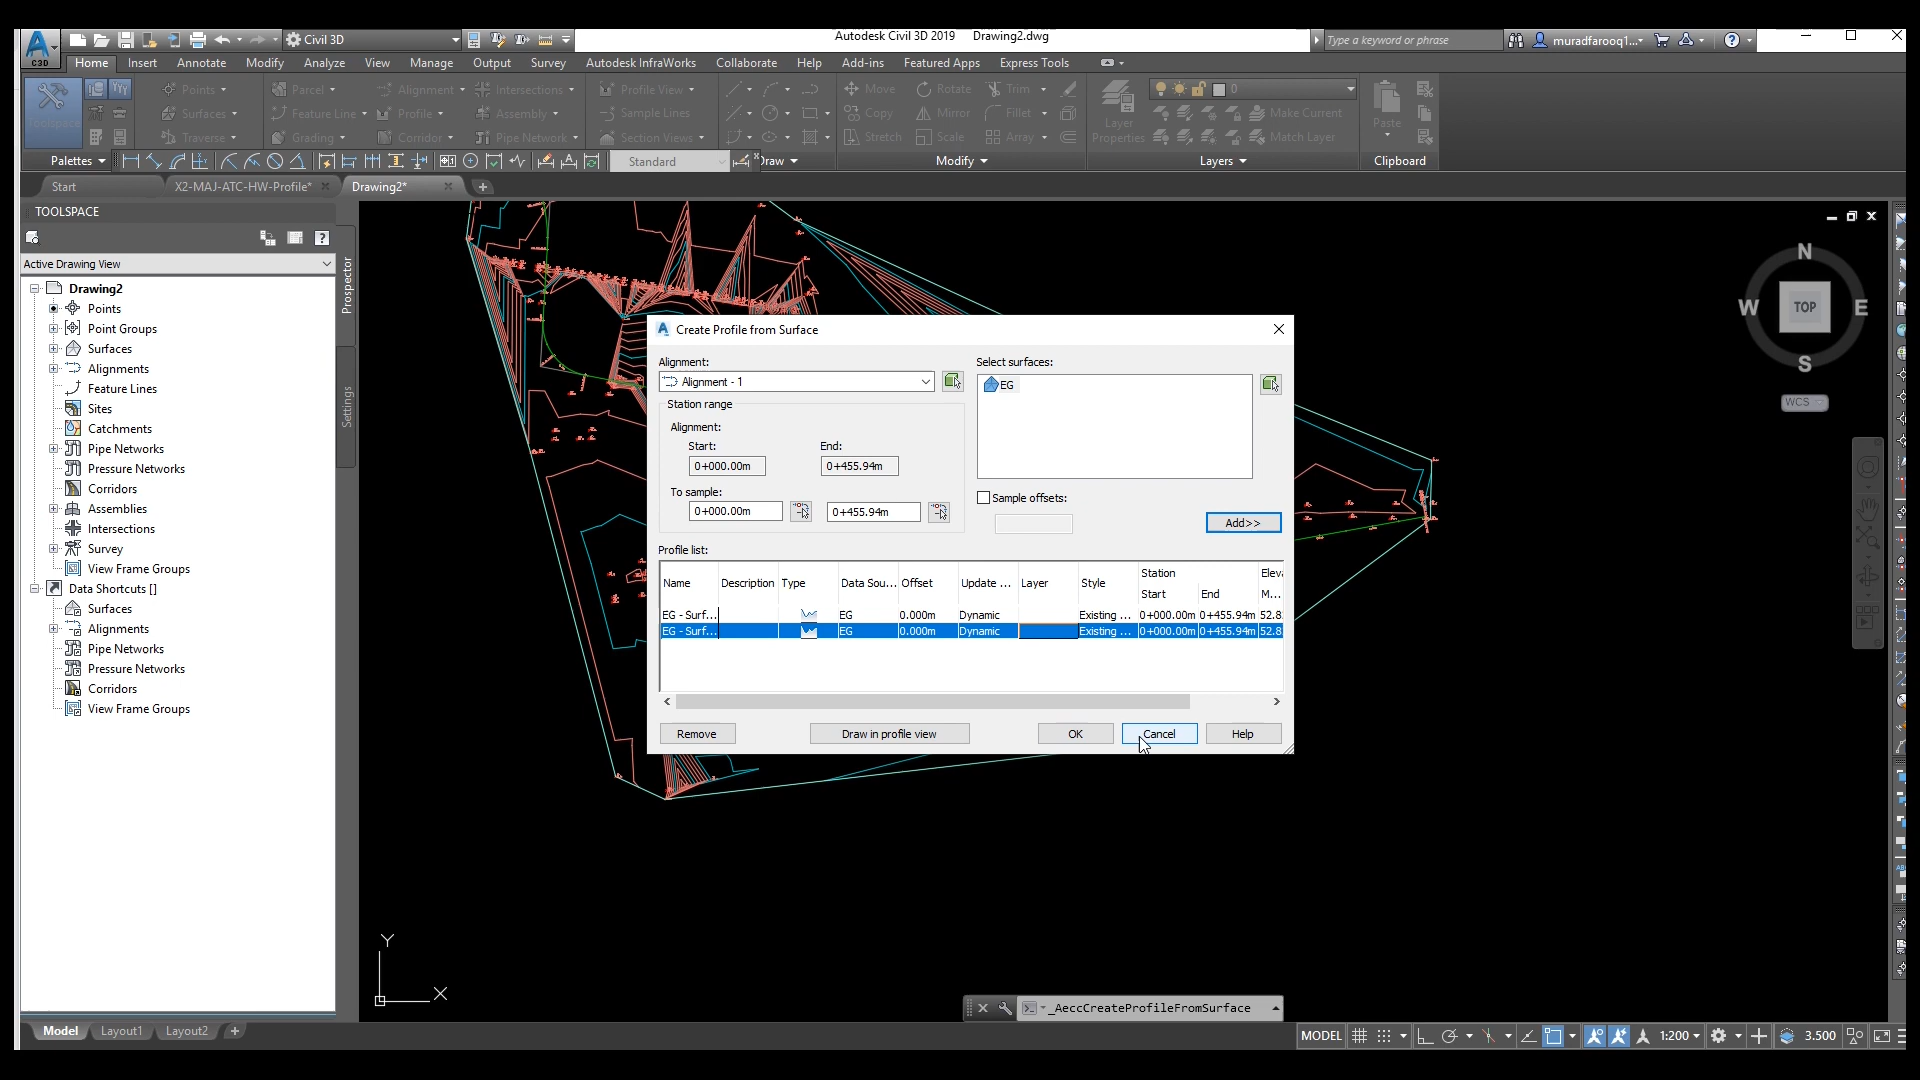 Civil 3D
Autodesk Civil 3D 2019 Drawing2.dwg
Type a keyword or phrase
muradfarooq1...
C3D
Home Insert Annotate Modify Analyze View Manage Output Survey Autodesk InfraWorks Collaborate Help Add-ins Featured Apps Express Tools
Points Parcel Alignment Intersections Profile View Move Rotate Trim 0
Surfaces Feature Line Profile Assembly Sample Lines Copy Mirror Fillet Make Current
Toolspace Layer Properties Paste
Traverse Grading Corridor Pipe Network Section Views Stretch Scale Array Match Layer
Palettes Standard Draw Modify Layers Clipboard
Start X2-MAJ-ATC-HW-Profile* Drawing2*
TOOLSPACE
Active Drawing View
Prospector
Settings
Drawing2
Points
Point Groups
Surfaces
Alignments
Feature Lines
Sites
Catchments
Pipe Networks
Pressure Networks
Corridors
Assemblies
Intersections
Survey
View Frame Groups
Data Shortcuts []
Surfaces
Alignments
Pipe Networks
Pressure Networks
Corridors
View Frame Groups
N
W TOP E
S
WCS
Create Profile from Surface
Alignment: Select surfaces:
Alignment - 1 EG
Station range
Alignment:
Start: End:
0+000.00m 0+455.94m
To sample: Sample offsets:
0+000.00m 0+455.94m
Add>>
Profile list:
Name Description Type Data Sou... Offset Update ... Layer Style Station Start End Eleva M...
EG - Surf... EG 0.000m Dynamic Existing ... 0+000.00m 0+455.94m 52.8
EG - Surf... EG 0.000m Dynamic Existing ... 0+000.00m 0+455.94m 52.8
Remove Draw in profile view OK Cancel Help
Y
X
_AeccCreateProfileFromSurface
Model Layout1 Layout2
MODEL 1:200 3.500